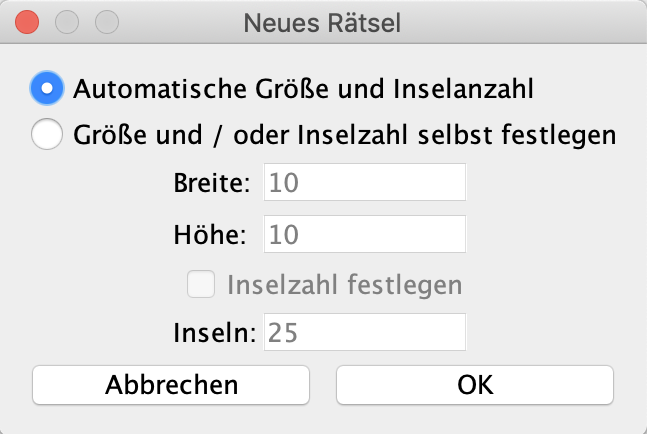 Neues Rätsel
Automatische Größe und Inselanzahl
Größe und / oder Inselzahl selbst festlegen
Breite: 10
Höhe: 10
Inselzahl festlegen
Inseln: 25
Abbrechen OK